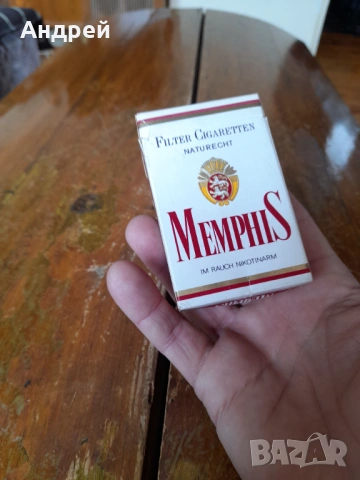 Андрей
FILTER CIGARETTEN
NATURECHT
MEMPHIS
IM RAUCH NIKOTINARM
BAZAR